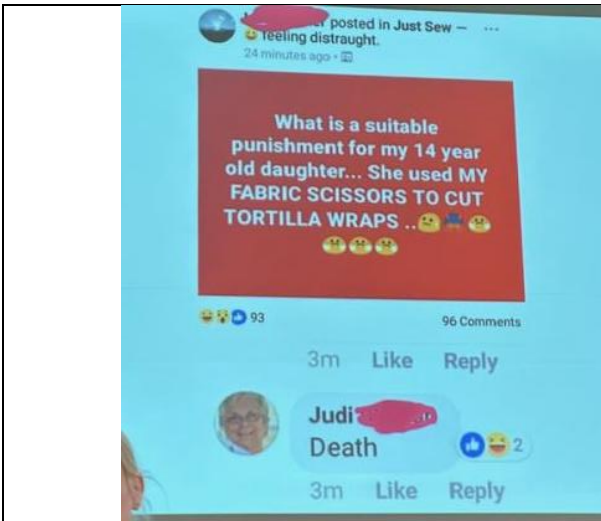 posted in Just Sew —
feeling distraught.
24 minutes ago •
What is a suitable
punishment for my 14 year
old daughter... She used MY
FABRIC SCISSORS TO CUT
TORTILLA WRAPS ..
93
96 Comments
3m Like Reply
Judi
Death
2
3m Like Reply